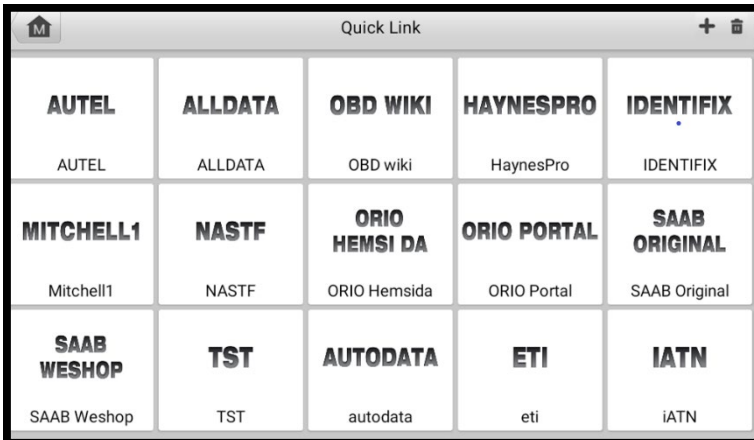 M
Quick Link
AUTEL
AUTEL
ALLDATA
ALLDATA
OBD WIKI
OBD wiki
HAYNESPRO
HaynesPro
IDENTIFIX
IDENTIFIX
MITCHELL1
Mitchell1
NASTF
NASTF
ORIO
HEMSI DA
ORIO Hemsida
ORIO PORTAL
ORIO Portal
SAAB
ORIGINAL
SAAB Original
SAAB
WESHOP
SAAB Weshop
TST
TST
AUTODATA
autodata
ETI
eti
IATN
iATN